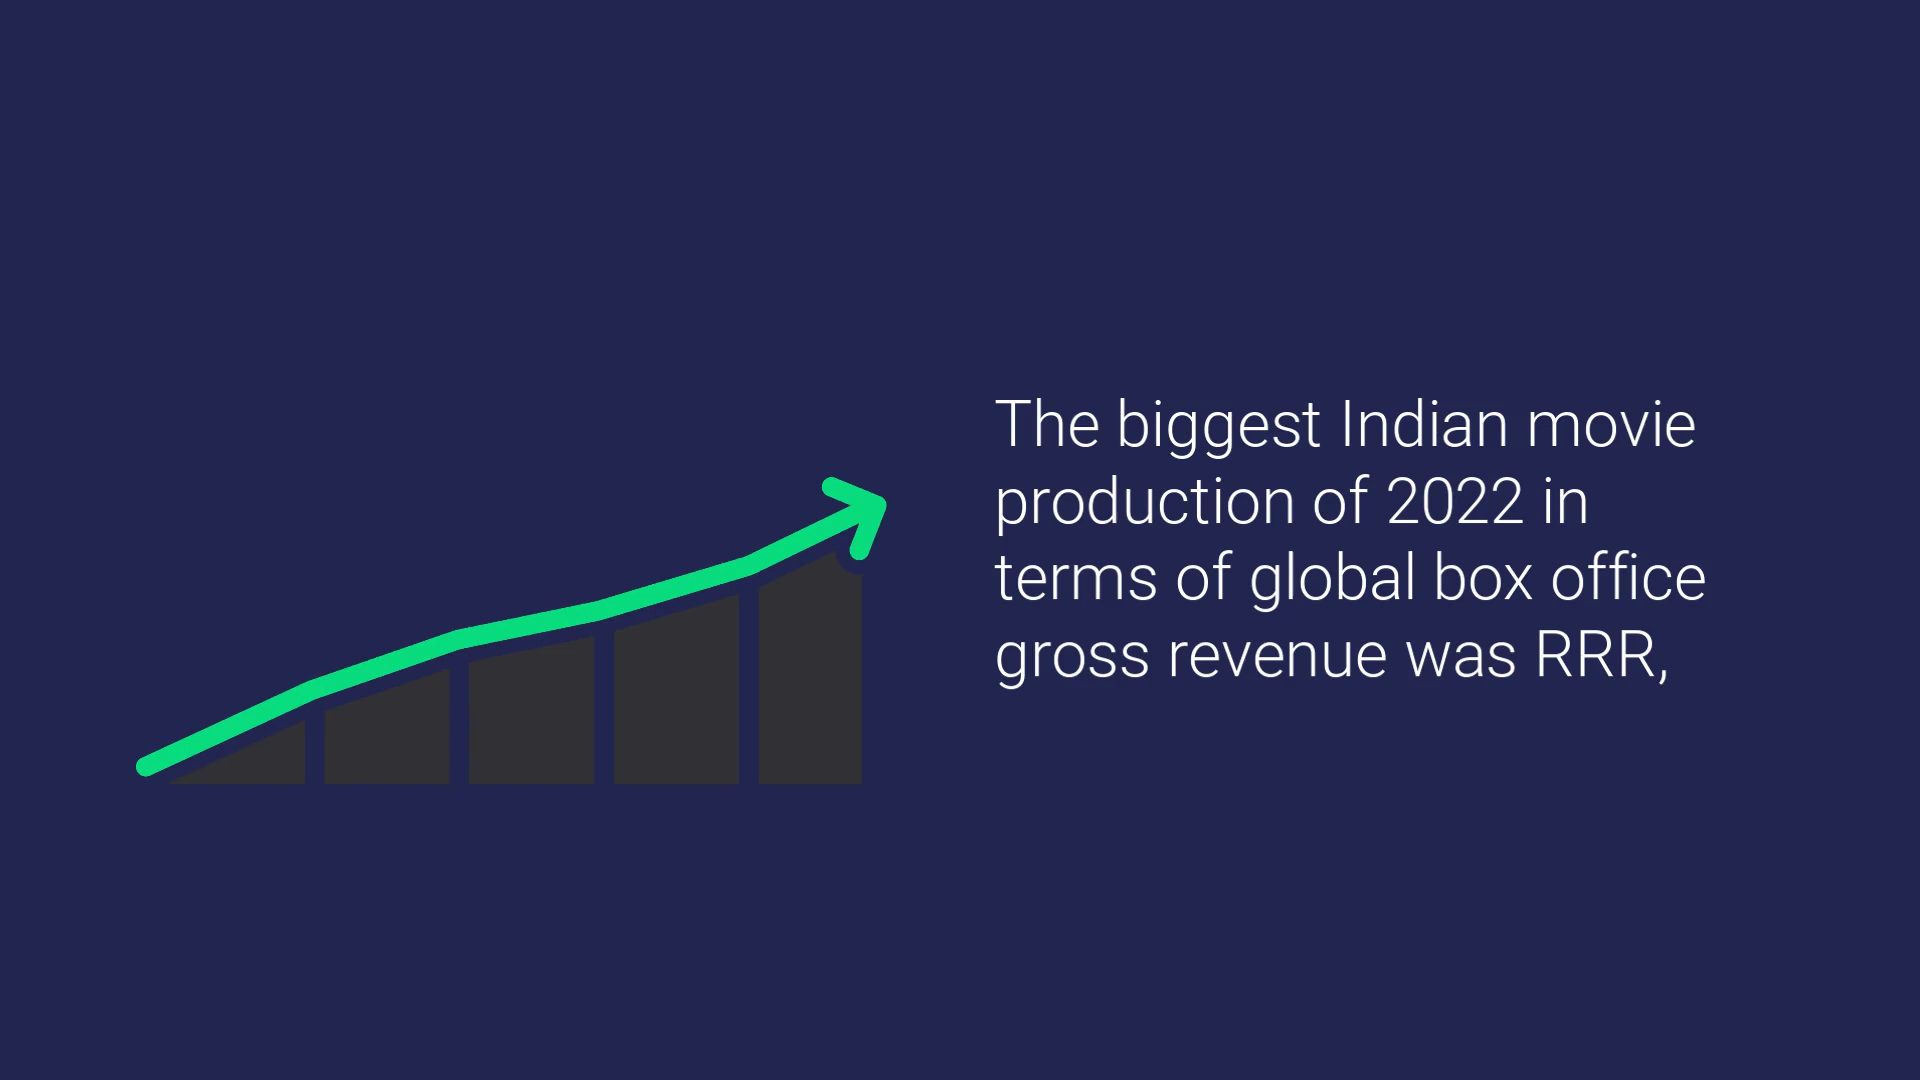 The biggest Indian movie
production of 2022 in
terms of global box office
gross revenue was RRR,